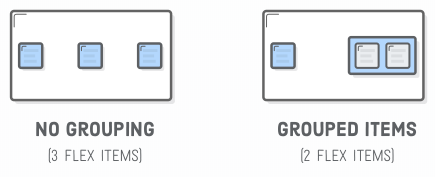 NO GROUPING
(3 FLEX ITEMS)
GROUPED ITEMS
(2 FLEX ITEMS)